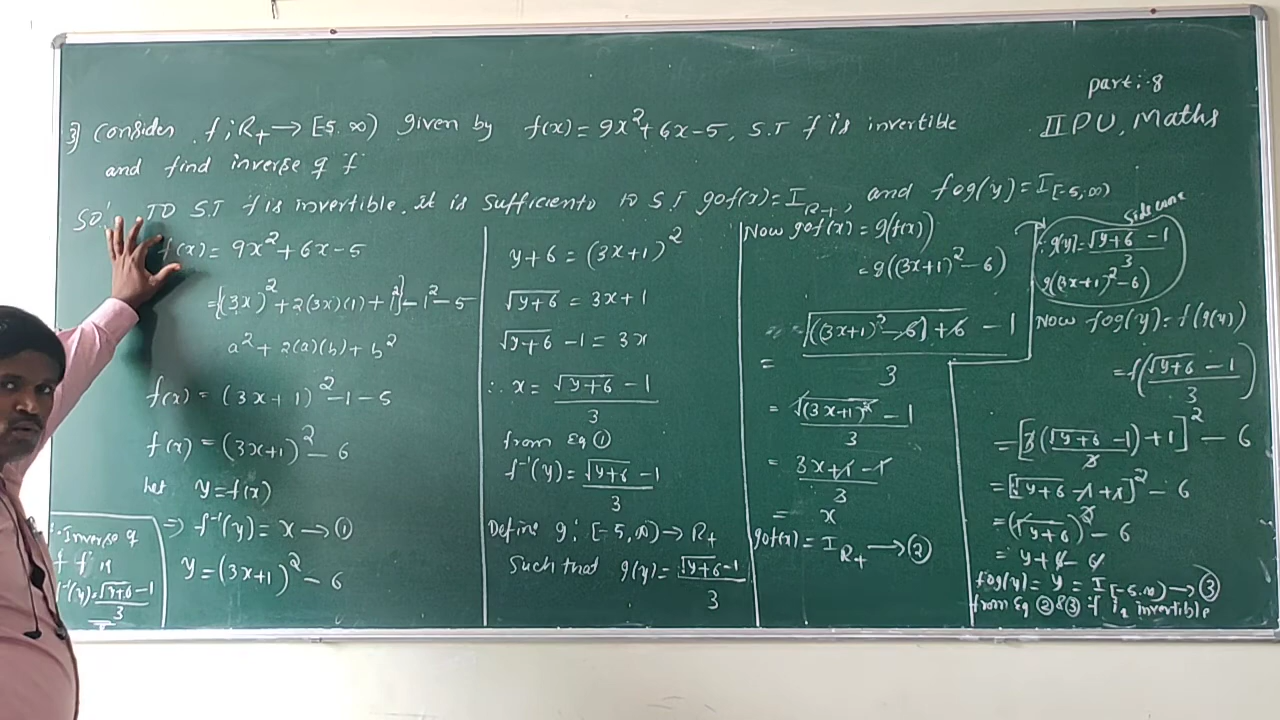 part:-8
II PU, Maths
3) Consider f: R₊ → [-5, ∞) given by f(x) = 9x² + 6x - 5, S.T f is invertible
and find inverse of f
TO S.T f is invertible, it is sufficiento to S.T gof(x) = I_R₊, and fog(y) = I_[-5, ∞)
f(x) = 9x² + 6x - 5
= [(3x)² + 2(3x)(1) + 1²] - 1² - 5
a² + 2(a)(b) + b²
f(x) = (3x+1)² - 1 - 5
f(x) = (3x+1)² - 6
let y = f(x)
⇒ f⁻¹(y) = x → ①
y = (3x+1)² - 6
∴ Inverse of
f is
f⁻¹(y) = (√(y+6) - 1)/3
y + 6 = (3x+1)²
√(y+6) = 3x + 1
√(y+6) - 1 = 3x
∴ x = (√(y+6) - 1)/3
from Eq ①
f⁻¹(y) = (√(y+6) - 1)/3
Define g: [-5, ∞) → R₊
Such that g(y) = (√(y+6) - 1)/3
Now gof(x) = g(f(x))
= g((3x+1)² - 6)
= (√([(3x+1)² - 6] + 6) - 1)/3
= (√((3x+1)²) - 1)/3
= (3x + 1 - 1)/3
= x
gof(x) = I_R₊ → ②
Side
∴ g(y) = (√(y+6) - 1)/3
g((3x+1)² - 6)
Now fog(y) = f(g(y))
= f((√(y+6) - 1)/3)
= [3((√(y+6) - 1)/3) + 1]² - 6
= [√(y+6) - 1 + 1]² - 6
= (√(y+6))² - 6
= y + 6 - 6
fog(y) = y = I_[-5, ∞) → ③
from Eq ② & ③ f is invertible